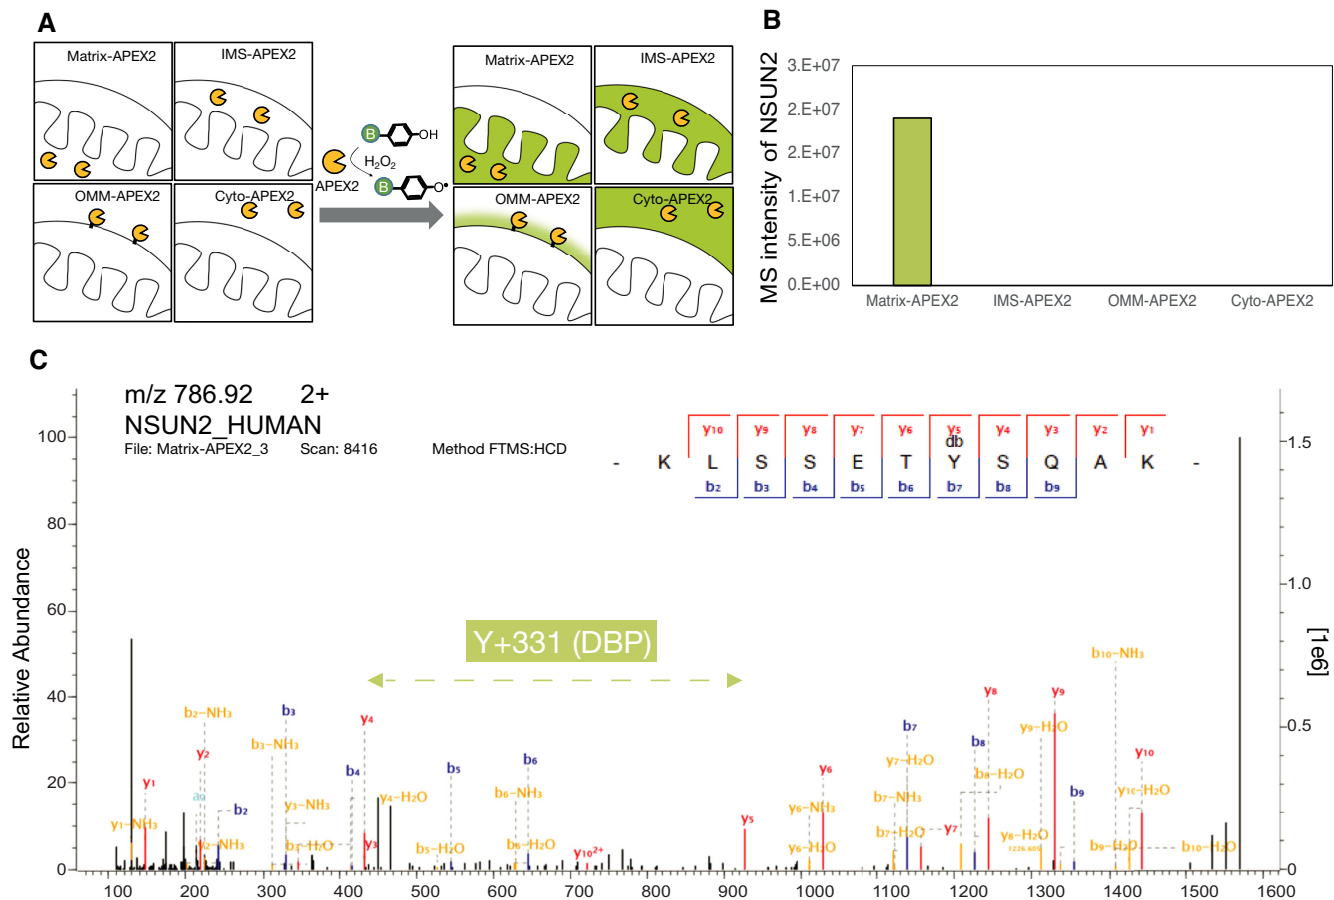 A
Matrix-APEX2
IMS-APEX2
OMM-APEX2
Cyto-APEX2
B
OH
H₂O₂
APEX2
B
O•
Matrix-APEX2
IMS-APEX2
OMM-APEX2
Cyto-APEX2
B
MS intensity of NSUN2
3.E+07
2.E+07
2.E+07
1.E+07
1.E+07
5.E+06
0.E+00
Matrix-APEX2 IMS-APEX2 OMM-APEX2 Cyto-APEX2
C
m/z 786.92 2+
NSUN2_HUMAN
File: Matrix-APEX2_3 Scan: 8416 Method FTMS:HCD
y₁₀ y₉ y₈ y₇ y₆ y₅ y₄ y₃ y₂ y₁
db
- K L S S E T Y S Q A K -
b₂ b₃ b₄ b₅ b₆ b₇ b₈ b₉
Relative Abundance
100
80
60
40
20
0
[1e6]
1.5
1.0
0.5
0
Y+331 (DBP)
y₁-NH₃
y₁
b₂-NH₃
y₂
y₂-NH₃
b₂
b₃-NH₃
b₃
y₃-NH₃
b₃-H₂O
b₄
y₄
y₃
y₄-H₂O
b₅
b₅-H₂O
b₆
b₆-NH₃
b₆-H₂O
y₁₀²⁺
y₅
y₆
y₆-NH₃
y₆-H₂O
b₇
y₇-H₂O
b₇-NH₃
b₇-H₂O
y₇
b₈
b₈-H₂O
y₈
y₈-H₂O
1226.605
y₉
y₉-H₂O
b₉
b₉-H₂O
b₁₀-NH₃
y₁₀
y₁₀-H₂O
b₁₀-H₂O
100 200 300 400 500 600 700 800 900 1000 1100 1200 1300 1400 1500 1600